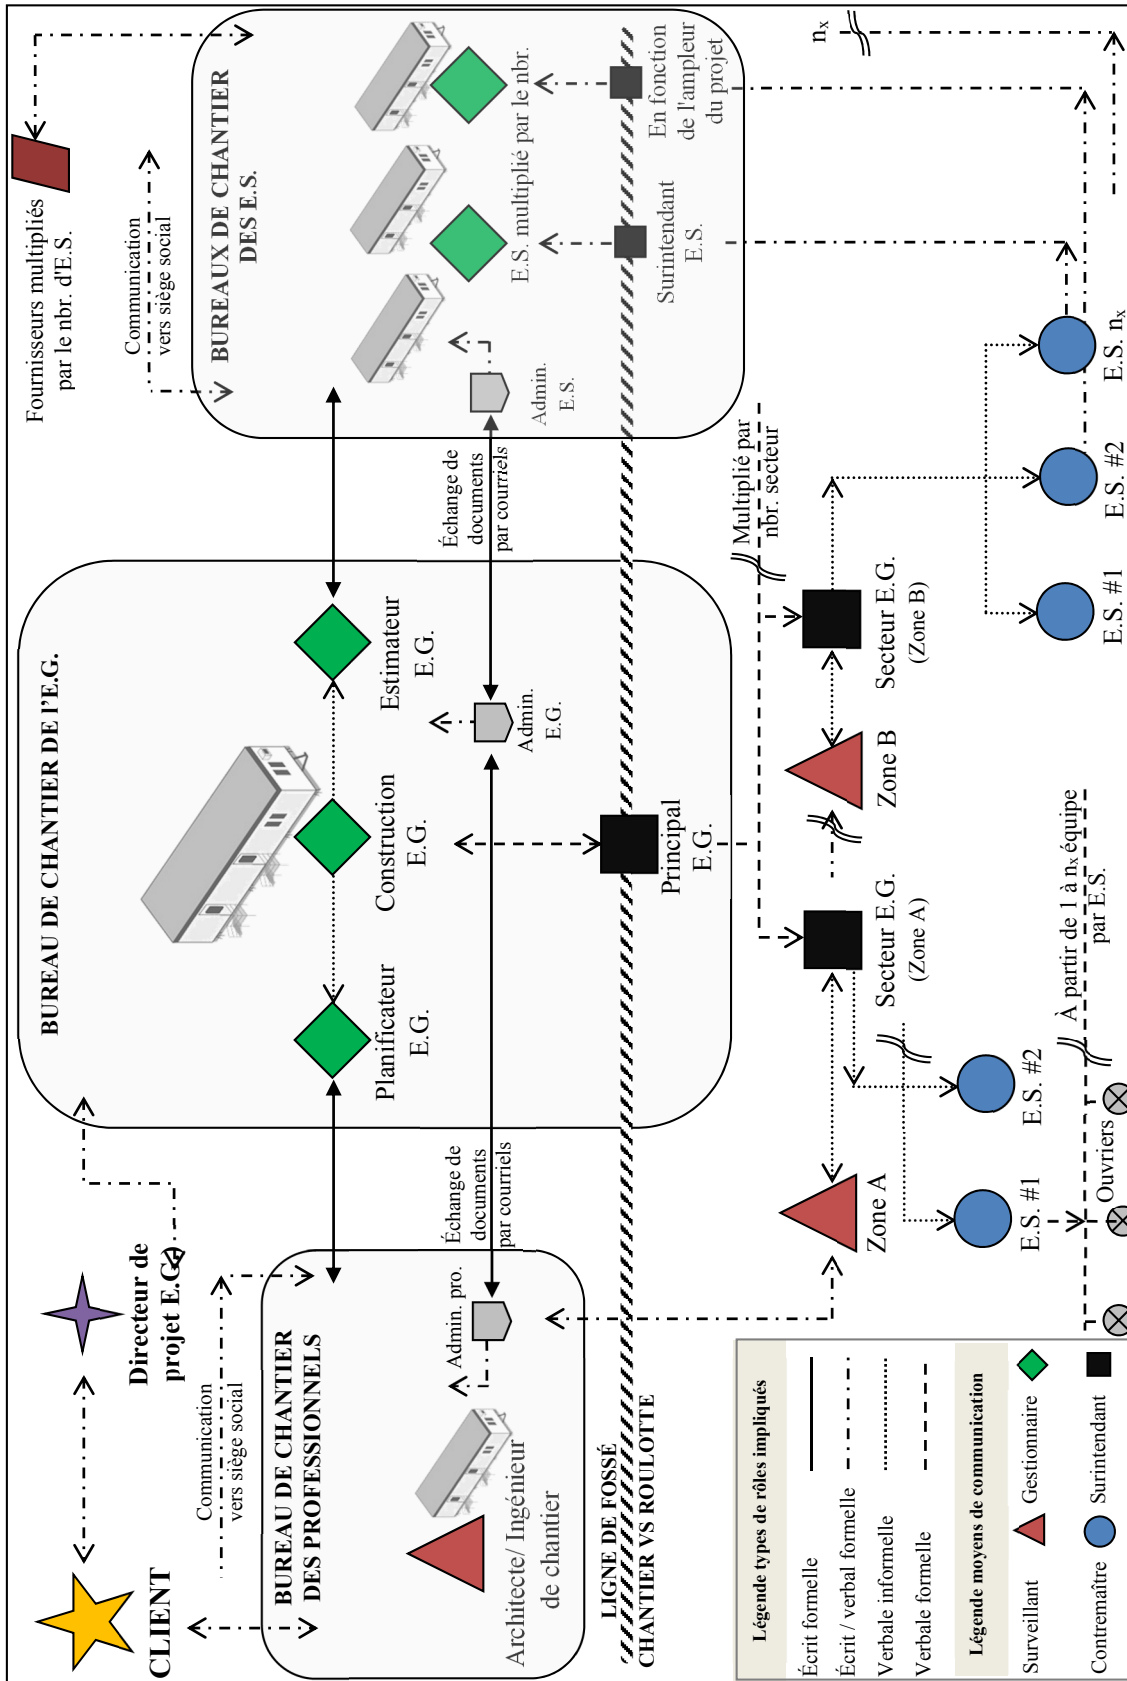 CLIENT
Directeur de
projet E.G.
Fournisseurs multipliés
par le nbr. d'E.S.
Communication
vers siège social
Communication
vers siège social
BUREAU DE CHANTIER
DES PROFESSIONNELS
Architecte/ Ingénieur
de chantier
Admin. pro.
Échange de
documents
par courriels
BUREAU DE CHANTIER DE l'E.G.
Planificateur
E.G.
Construction
E.G.
Estimateur
E.G.
Admin.
E.G.
Principal
E.G.
Échange de
documents
par courriels
BUREAUX DE CHANTIER
DES E.S.
E.S. multiplié par le nbr.
Admin.
E.S.
Surintendant
E.S.
En fonction
de l'ampleur
du projet
LIGNE DE FOSSÉ
CHANTIER VS ROULOTTE
Multiplié par
nbr. secteur
nx
Zone A
Secteur E.G.
(Zone A)
Zone B
Secteur E.G.
(Zone B)
E.S. #1
E.S. #2
E.S. #1
E.S. #2
E.S. nx
À partir de 1 à nx équipe
par E.S.
Ouvriers
Légende types de rôles impliqués
Écrit formelle
Écrit / verbal formelle
Verbale informelle
Verbale formelle
Légende moyens de communication
Surveillant
Gestionnaire
Contremaître
Surintendant